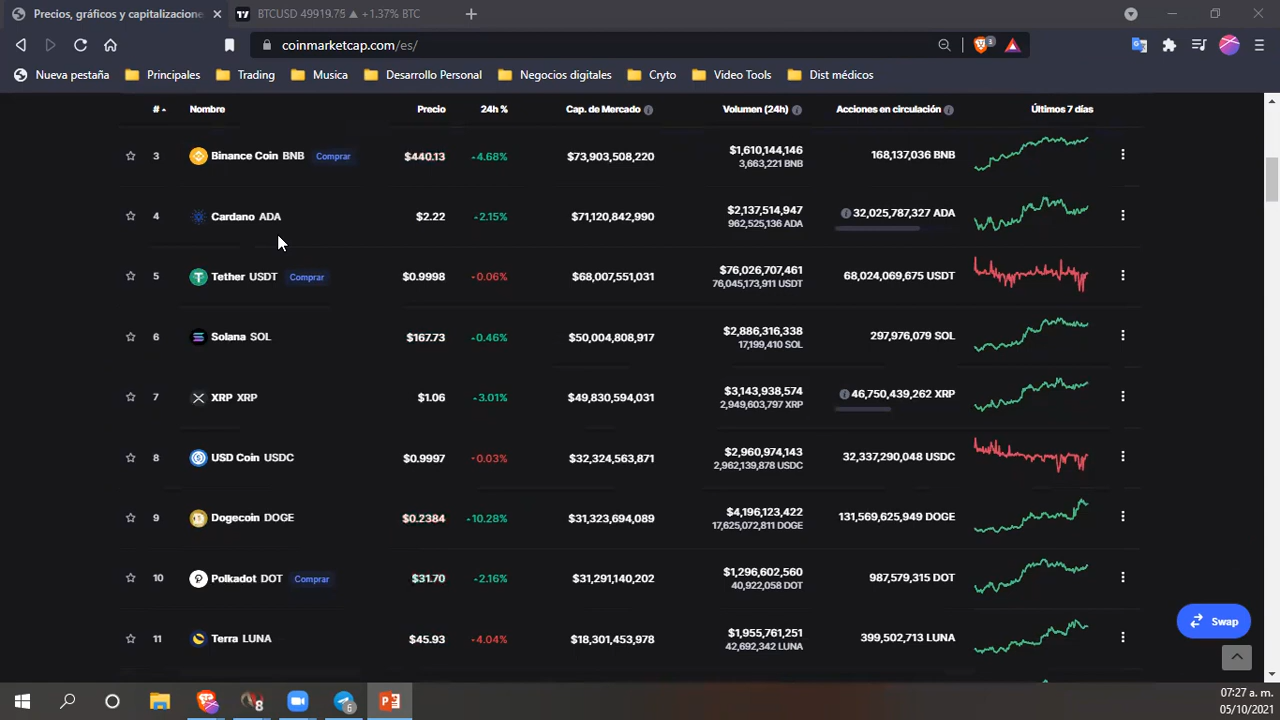 Precios, gráficos y capitalizacione
BTCUSD 49919.75 ▲ +1.37% BTC
coinmarketcap.com/es/
3
Nueva pestaña Principales Trading Musica Desarrollo Personal Negocios digitales Cryto Video Tools Dist médicos
# Nombre Precio 24h % Cap. de Mercado Volumen (24h) Acciones en circulación Últimos 7 días
3 Binance Coin BNB Comprar $440.13 4.68% $73,903,508,220 $1,610,144,146 168,137,036 BNB
3,663,221 BNB
4 Cardano ADA $2.22 2.15% $71,120,842,990 $2,137,514,947 32,025,787,327 ADA
962,525,136 ADA
5 Tether USDT Comprar $0.9998 0.06% $68,007,551,031 $76,026,707,461 68,024,069,675 USDT
76,045,173,911 USDT
6 Solana SOL $167.73 0.46% $50,004,808,917 $2,886,316,338 297,976,079 SOL
17,199,410 SOL
7 XRP XRP $1.06 3.01% $49,830,594,031 $3,143,938,574 46,750,439,262 XRP
2,949,603,797 XRP
8 USD Coin USDC $0.9997 0.03% $32,324,563,871 $2,960,974,143 32,337,290,048 USDC
2,962,139,878 USDC
9 Dogecoin DOGE $0.2384 10.28% $31,323,694,089 $4,196,123,422 131,569,625,949 DOGE
17,625,072,811 DOGE
10 Polkadot DOT Comprar $31.70 2.16% $31,291,140,202 $1,296,602,560 987,579,315 DOT
40,922,058 DOT
11 Terra LUNA $45.93 4.04% $18,301,453,978 $1,955,761,251 399,502,713 LUNA
42,692,342 LUNA
Swap
07:27 a. m.
05/10/2021